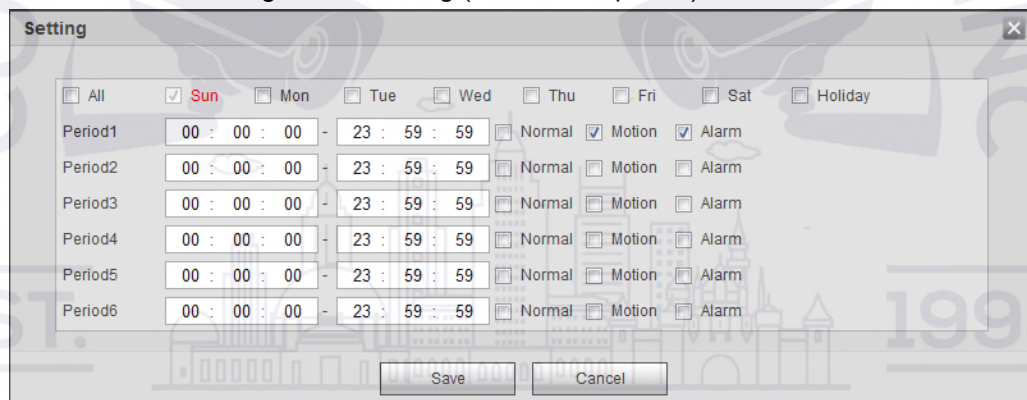 Setting
All Sun Mon Tue Wed Thu Fri Sat Holiday
Period1 00 : 00 : 00 - 23 : 59 : 59 Normal Motion Alarm
Period2 00 : 00 : 00 - 23 : 59 : 59 Normal Motion Alarm
Period3 00 : 00 : 00 - 23 : 59 : 59 Normal Motion Alarm
Period4 00 : 00 : 00 - 23 : 59 : 59 Normal Motion Alarm
Period5 00 : 00 : 00 - 23 : 59 : 59 Normal Motion Alarm
Period6 00 : 00 : 00 - 23 : 59 : 59 Normal Motion Alarm
ST. 199
Save Cancel